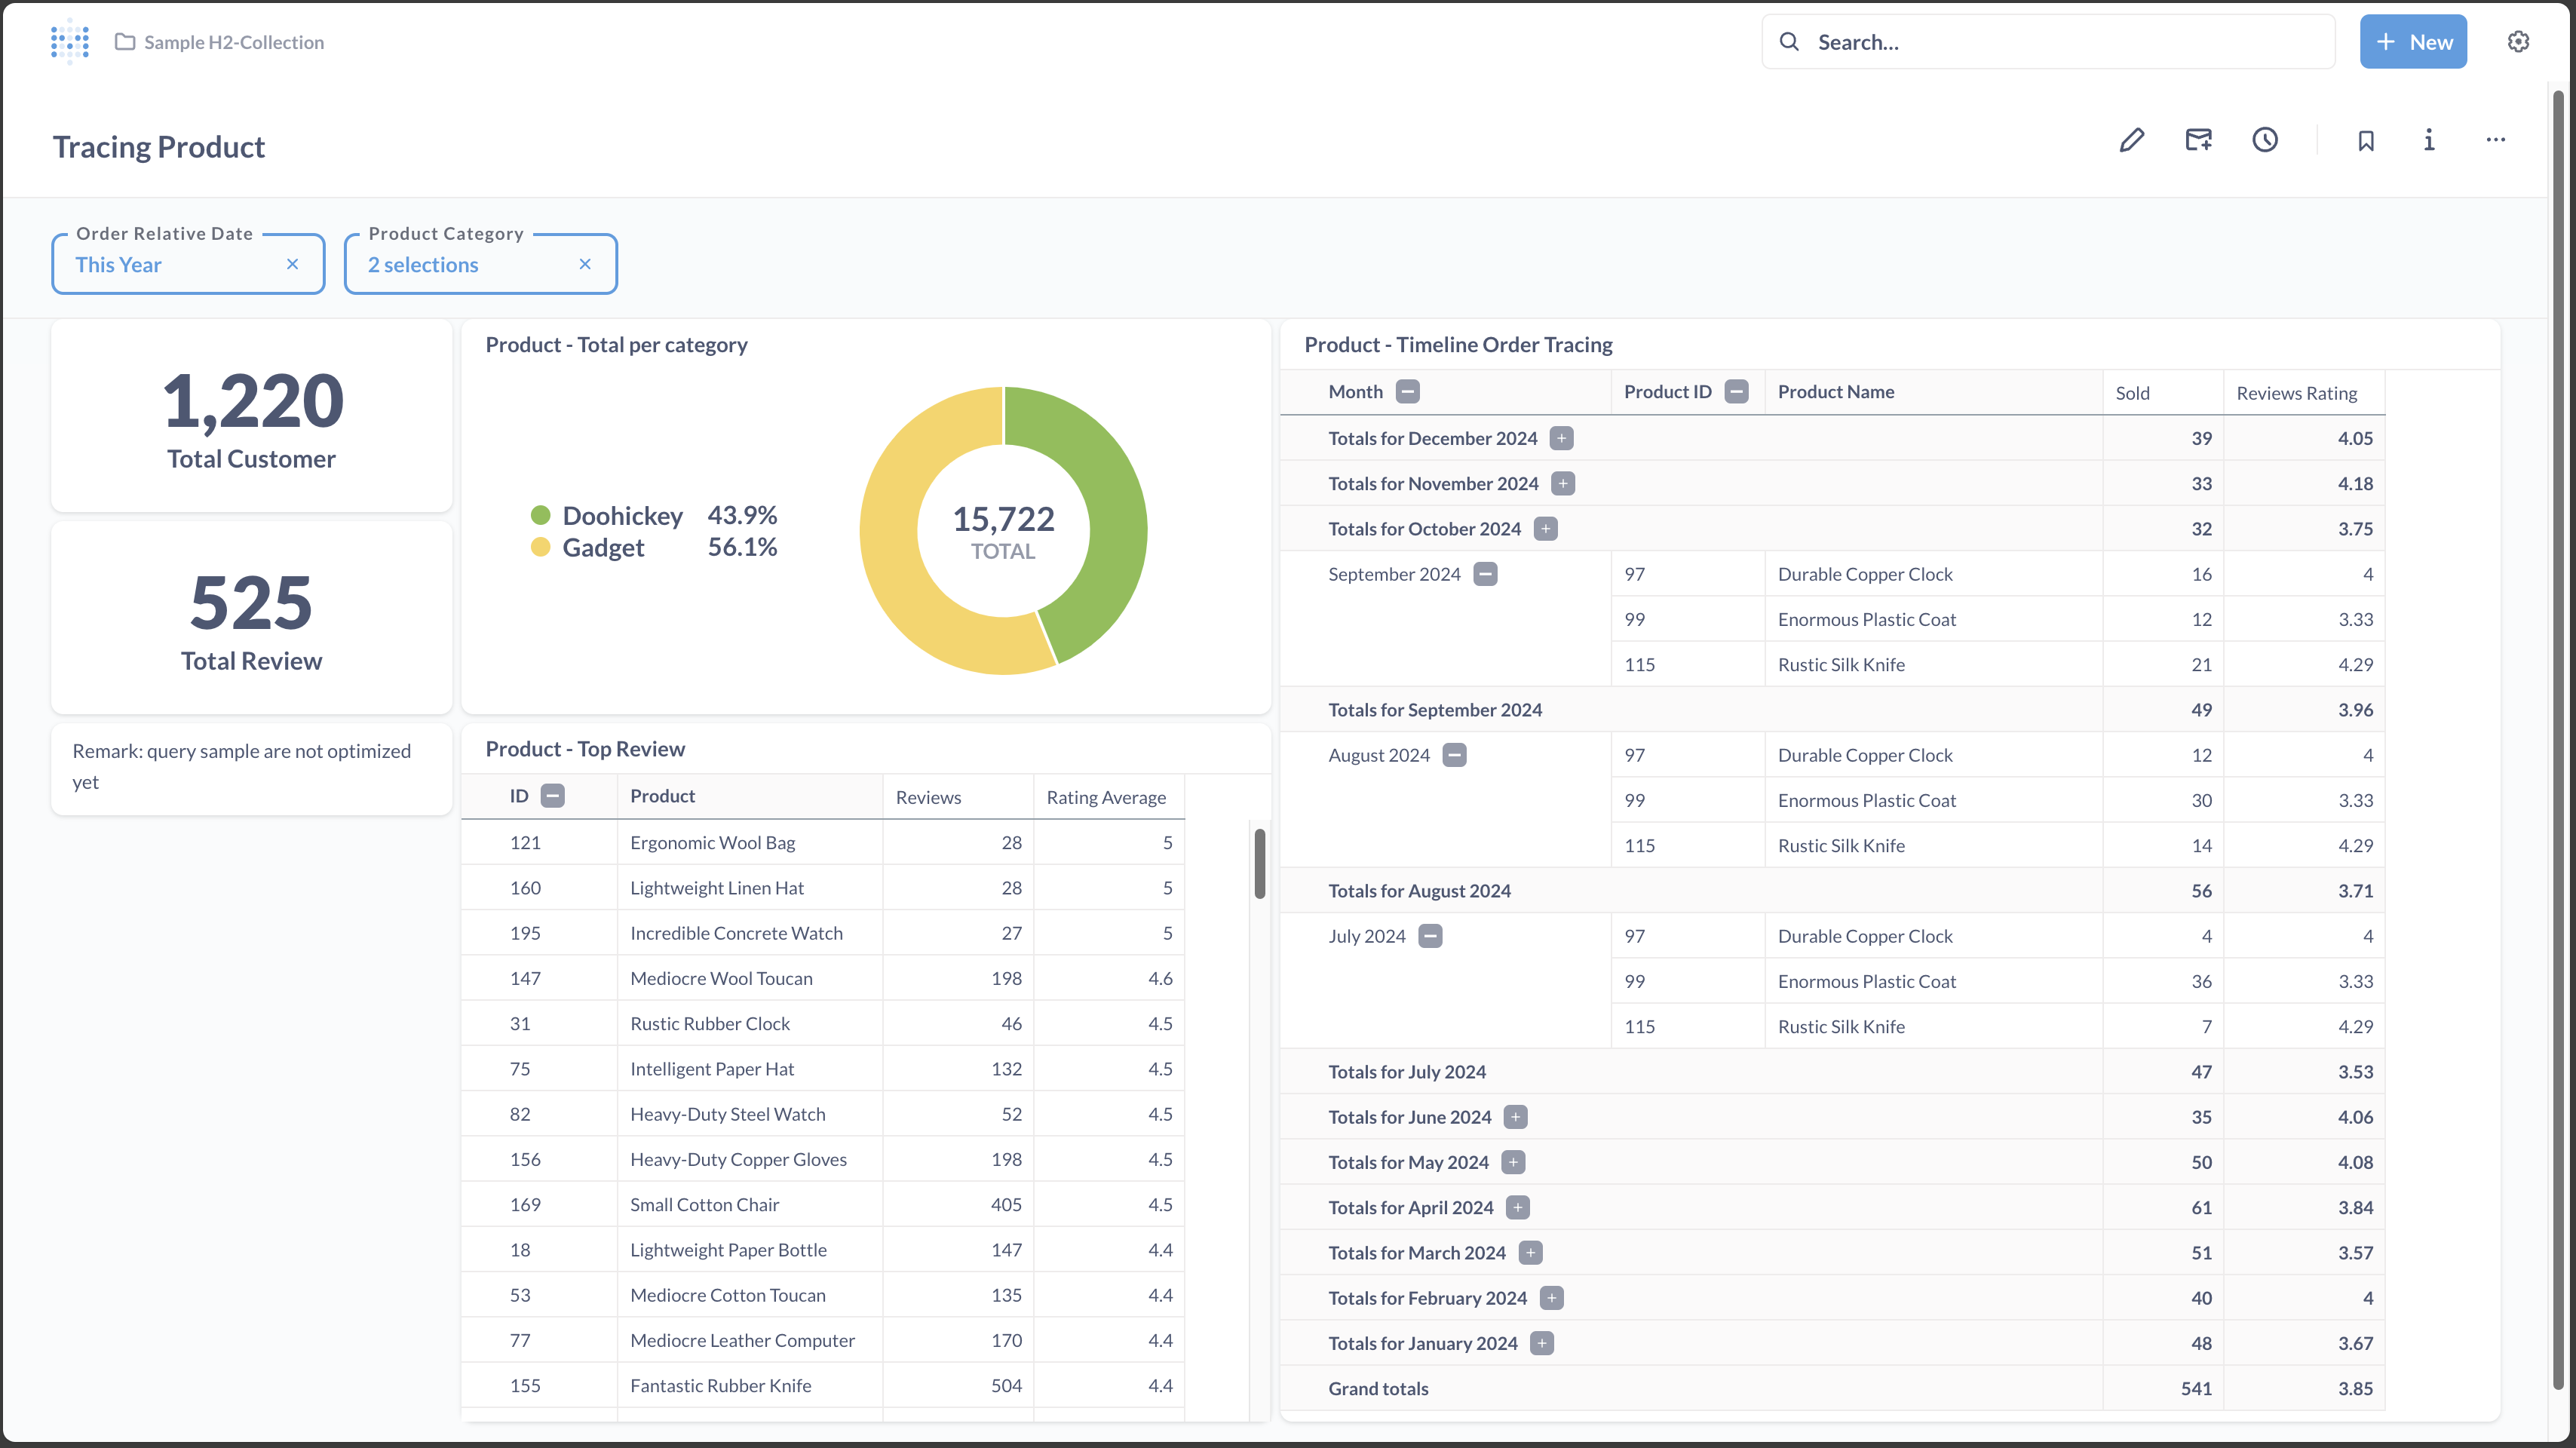 Sample H2-Collection
Search...
New
Tracing Product
Order Relative Date
This Year
Product Category
2 selections
1,220
Total Customer
525
Total Review
Remark: query sample are not optimized
yet
Product - Total per category
Doohickey 43.9%
Gadget 56.1%
15,722
TOTAL
Product - Top Review
ID Product Reviews Rating Average
121 Ergonomic Wool Bag 28 5
160 Lightweight Linen Hat 28 5
195 Incredible Concrete Watch 27 5
147 Mediocre Wool Toucan 198 4.6
31 Rustic Rubber Clock 46 4.5
75 Intelligent Paper Hat 132 4.5
82 Heavy-Duty Steel Watch 52 4.5
156 Heavy-Duty Copper Gloves 198 4.5
169 Small Cotton Chair 405 4.5
18 Lightweight Paper Bottle 147 4.4
53 Mediocre Cotton Toucan 135 4.4
77 Mediocre Leather Computer 170 4.4
155 Fantastic Rubber Knife 504 4.4
Product - Timeline Order Tracing
Month Product ID Product Name Sold Reviews Rating
Totals for December 2024 39 4.05
Totals for November 2024 33 4.18
Totals for October 2024 32 3.75
September 2024 97 Durable Copper Clock 16 4
99 Enormous Plastic Coat 12 3.33
115 Rustic Silk Knife 21 4.29
Totals for September 2024 49 3.96
August 2024 97 Durable Copper Clock 12 4
99 Enormous Plastic Coat 30 3.33
115 Rustic Silk Knife 14 4.29
Totals for August 2024 56 3.71
July 2024 97 Durable Copper Clock 4 4
99 Enormous Plastic Coat 36 3.33
115 Rustic Silk Knife 7 4.29
Totals for July 2024 47 3.53
Totals for June 2024 35 4.06
Totals for May 2024 50 4.08
Totals for April 2024 61 3.84
Totals for March 2024 51 3.57
Totals for February 2024 40 4
Totals for January 2024 48 3.67
Grand totals 541 3.85